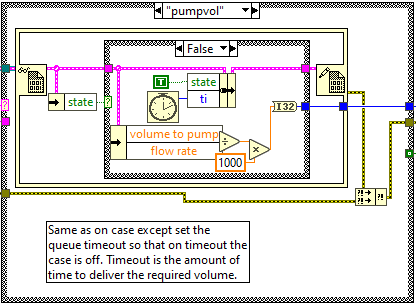 "pumpvol"
False
T
state
ti
state
?
?
volume to pump
flow rate
÷
×
1000
I32
?!
?!
?!
Same as on case except set the
queue timeout so that on timeout the
case is off. Timeout is the amount of
time to deliver the required volume.